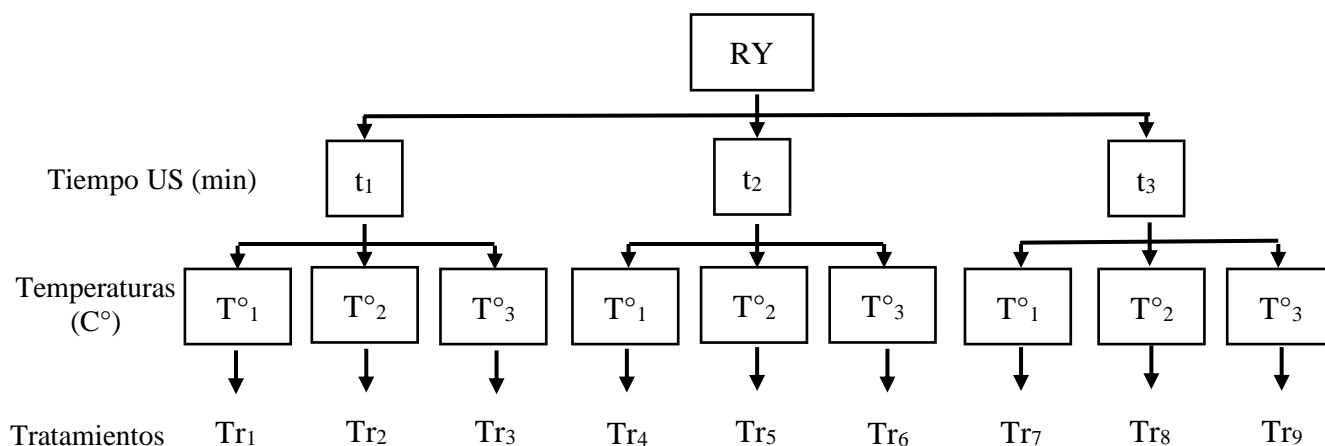 RY
Tiempo US (min) t₁ t₂ t₃
Temperaturas
(C°)
T°₁ T°₂ T°₃ T°₁ T°₂ T°₃ T°₁ T°₂ T°₃
Tratamientos Tr₁ Tr₂ Tr₃ Tr₄ Tr₅ Tr₆ Tr₇ Tr₈ Tr₉